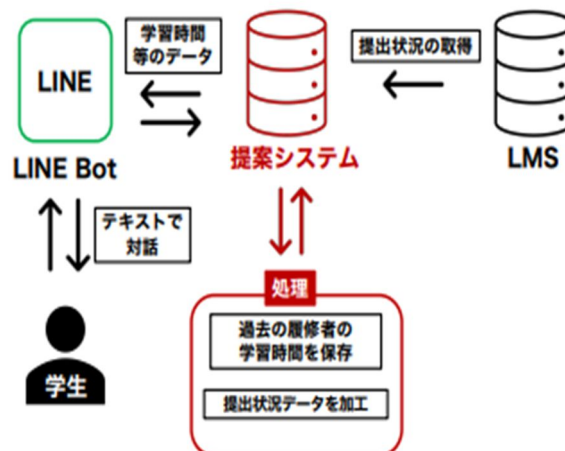 学習時間
等のデータ
提出状況の取得
LINE
LINE Bot
提案システム
LMS
テキストで
対話
処理
過去の履修者の
学習時間を保存
学生
提出状況データを加工